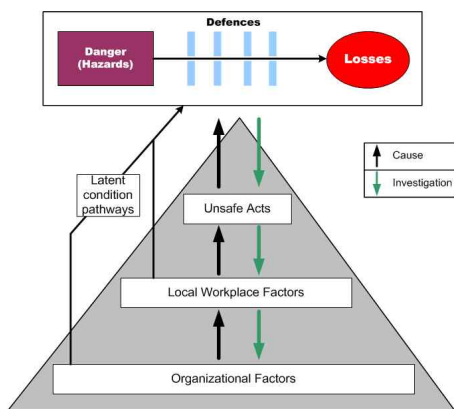 Defences
Danger
(Hazards)
Losses
Cause
Investigation
Latent
condition
pathways
Unsafe Acts
Local Workplace Factors
Organizational Factors